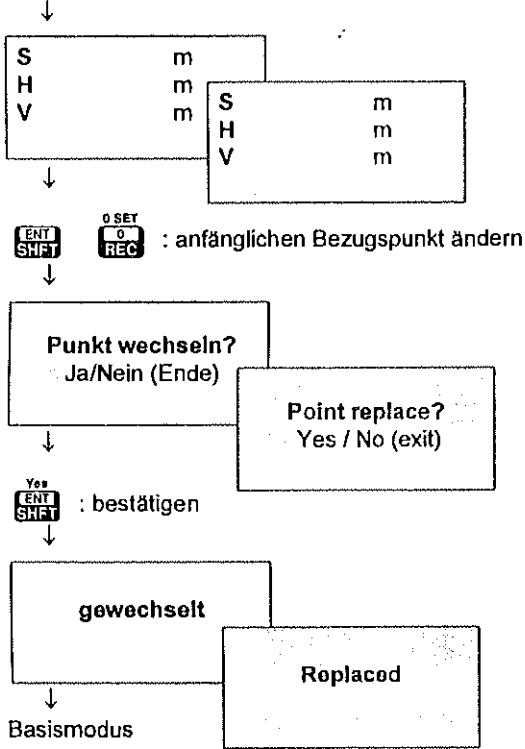 ↓
S m
H m
V m
S m
H m
V m
↓
ENT
SHFT
0 SET
0
REC
: anfänglichen Bezugspunkt ändern
↓
Punkt wechseln?
Ja/Nein (Ende)
Point replace?
Yes / No (exit)
↓
Yes
ENT
SHFT
: bestätigen
↓
gewechselt
Replaced
↓
Basismodus